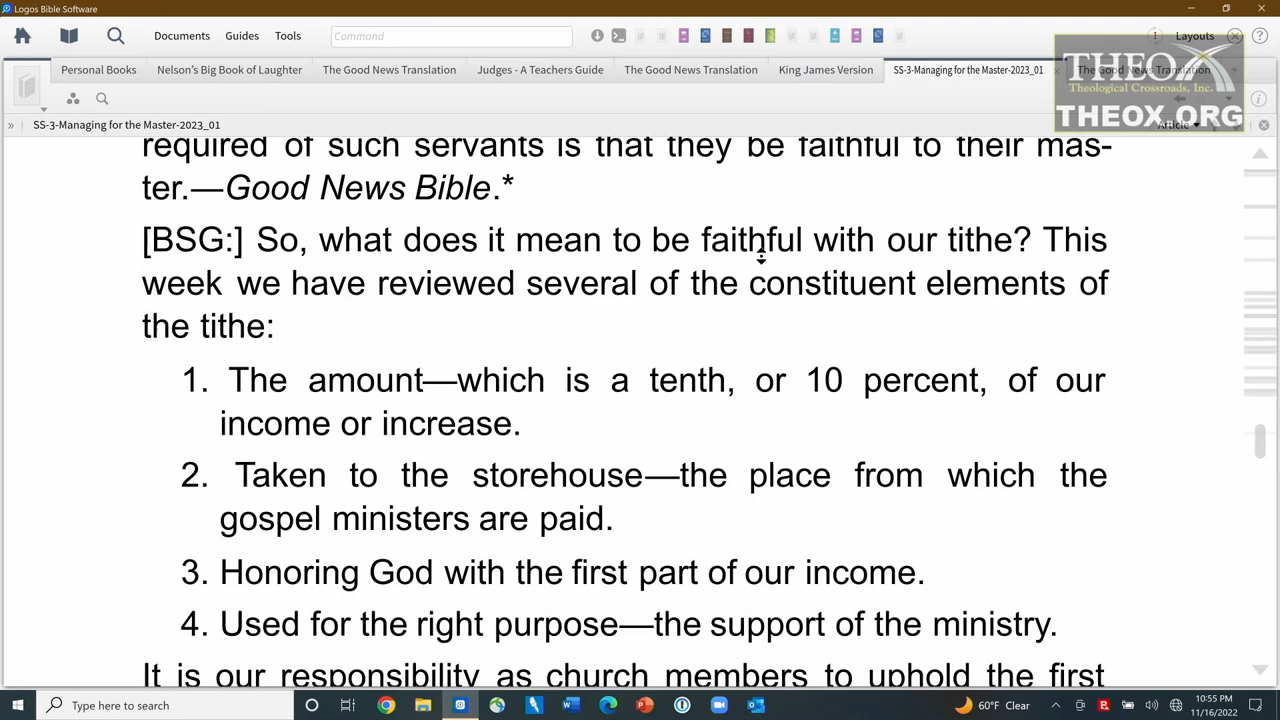 Logos Bible Software
Documents Guides Tools Command Layouts
Personal Books Nelson's Big Book of Laughter The Go Judges - A Teachers Guide The Good News Translation King James Version SS-3-Managing for the Master-2023_01 The Good News Translation
THEOX
Theological Crossroads, Inc.
THEOX.ORG
SS-3-Managing for the Master-2023_01 Article
required of such servants is that they be faithful to their mas-
ter.—Good News Bible.*
[BSG:] So, what does it mean to be faithful with our tithe? This
week we have reviewed several of the constituent elements of
the tithe:
1. The amount—which is a tenth, or 10 percent, of our
income or increase.
2. Taken to the storehouse—the place from which the
gospel ministers are paid.
3. Honoring God with the first part of our income.
4. Used for the right purpose—the support of the ministry.
It is our responsibility as church members to uphold the first
Type here to search
60°F Clear
10:55 PM
11/16/2022